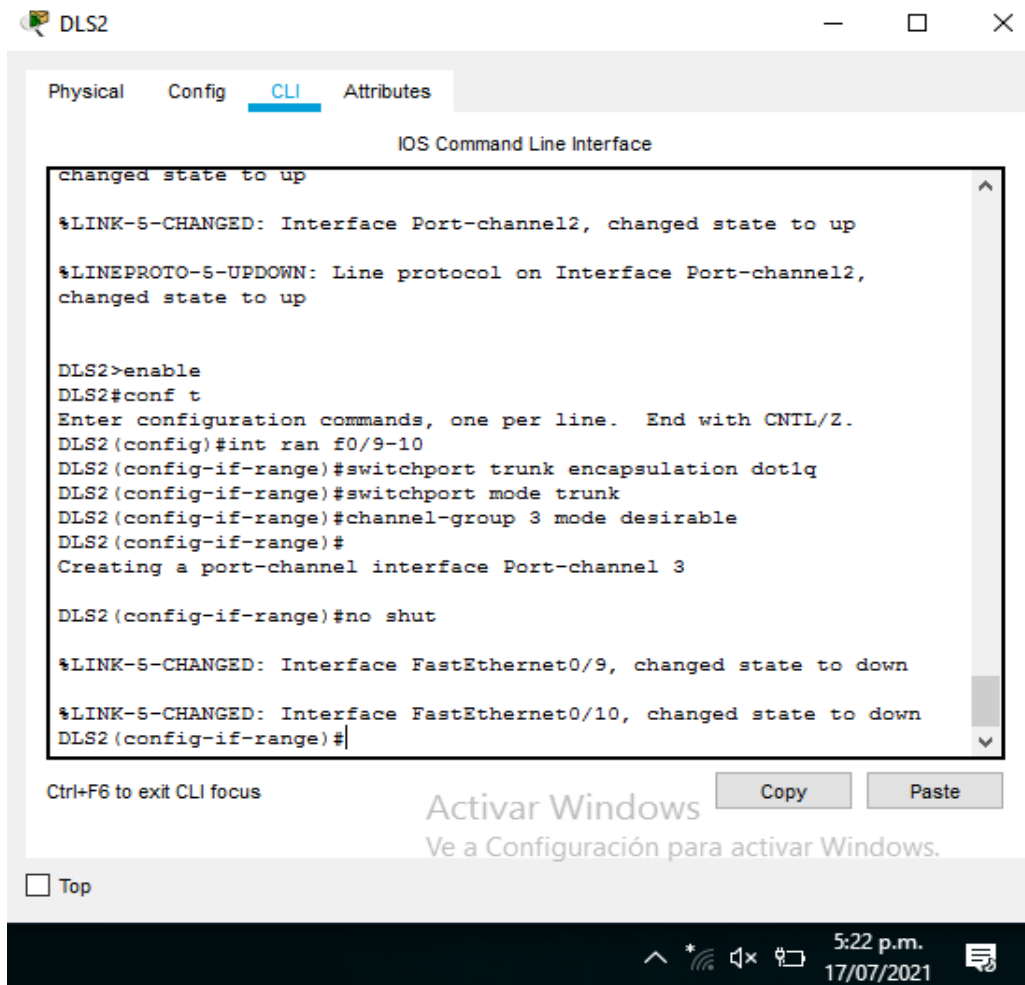 DLS2
Physical Config CLI Attributes
IOS Command Line Interface
changed state to up
%LINK-5-CHANGED: Interface Port-channel2, changed state to up
%LINEPROTO-5-UPDOWN: Line protocol on Interface Port-channel2,
changed state to up
DLS2>enable
DLS2#conf t
Enter configuration commands, one per line.  End with CNTL/Z.
DLS2(config)#int ran f0/9-10
DLS2(config-if-range)#switchport trunk encapsulation dot1q
DLS2(config-if-range)#switchport mode trunk
DLS2(config-if-range)#channel-group 3 mode desirable
DLS2(config-if-range)#
Creating a port-channel interface Port-channel 3
DLS2(config-if-range)#no shut
%LINK-5-CHANGED: Interface FastEthernet0/9, changed state to down
%LINK-5-CHANGED: Interface FastEthernet0/10, changed state to down
DLS2(config-if-range)#
Ctrl+F6 to exit CLI focus
Copy Paste
Activar Windows
Ve a Configuración para activar Windows.
Top
5:22 p.m.
17/07/2021